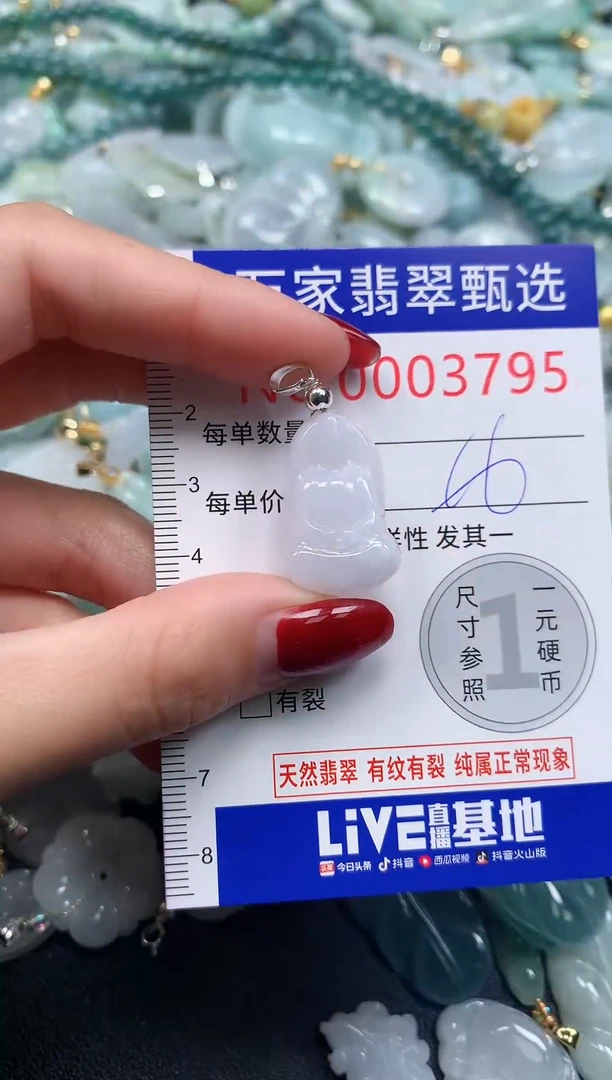 家翡翠甄选
0003795
2
每单数量
3
每单价
样性 发其一
4
尺寸参照
1
一元硬币
有裂
天然翡翠 有纹有裂 纯属正常现象
7
LiVE直播基地
今日头条 抖音 西瓜视频 抖音火山版
8